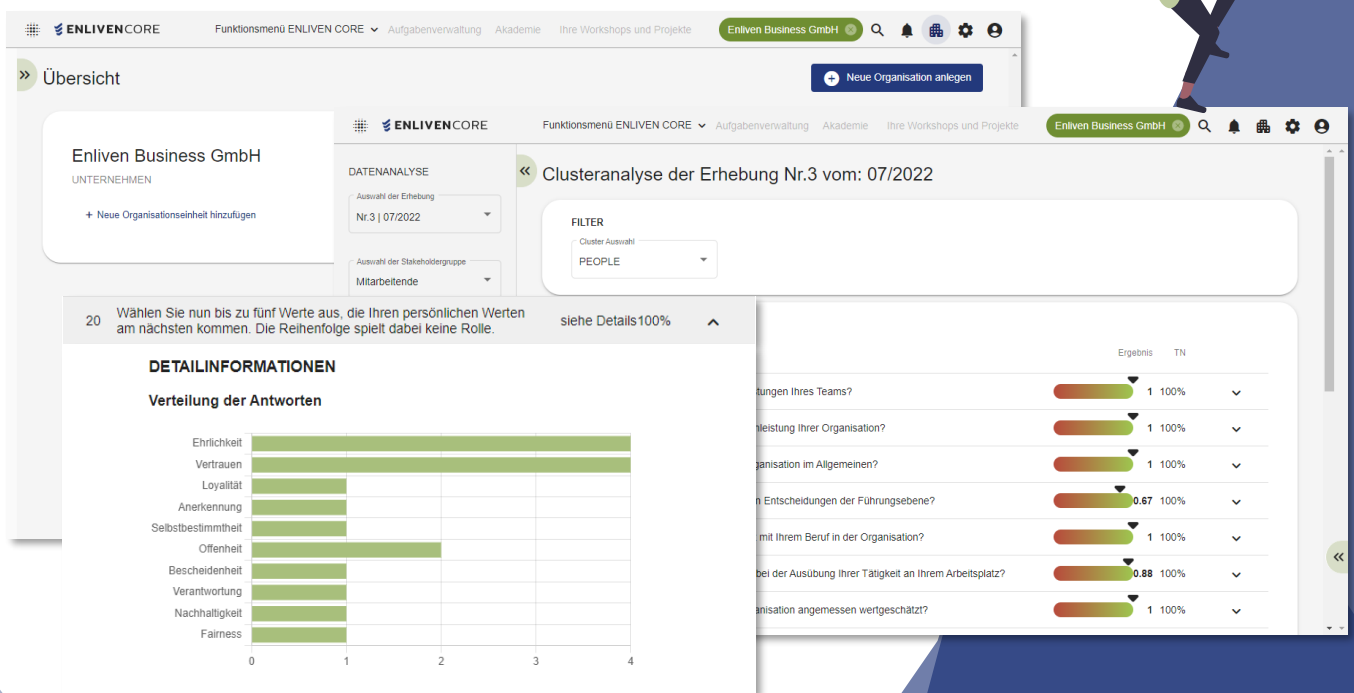 ENLIVENCORE
Funktionsmenü ENLIVEN CORE
Aufgabenverwaltung
Akademie
Ihre Workshops und Projekte
Enliven Business GmbH
Übersicht
Neue Organisation anlegen
Enliven Business GmbH
UNTERNEHMEN
+ Neue Organisationseinheit hinzufügen
ENLIVENCORE
Funktionsmenü ENLIVEN CORE
Aufgabenverwaltung
Akademie
Ihre Workshops und Projekte
Enliven Business GmbH
DATENANALYSE
Auswahl der Erhebung
Nr.3 | 07/2022
Auswahl der Stakeholdergruppe
Mitarbeitende
Clusteranalyse der Erhebung Nr.3 vom: 07/2022
FILTER
Cluster Auswahl
PEOPLE
Ergebnis TN
tungen Ihres Teams? 1 100%
leistung Ihrer Organisation? 1 100%
ganisation im Allgemeinen? 1 100%
n Entscheidungen der Führungsebene? 0.67 100%
mit Ihrem Beruf in der Organisation? 1 100%
bei der Ausübung Ihrer Tätigkeit an Ihrem Arbeitsplatz? 0.88 100%
anisation angemessen wertgeschätzt? 1 100%
20 Wählen Sie nun bis zu fünf Werte aus, die Ihren persönlichen Werten
am nächsten kommen. Die Reihenfolge spielt dabei keine Rolle.
siehe Details100%
DETAILINFORMATIONEN
Verteilung der Antworten
Ehrlichkeit
Vertrauen
Loyalität
Anerkennung
Selbstbestimmtheit
Offenheit
Bescheidenheit
Verantwortung
Nachhaltigkeit
Fairness
0 1 2 3 4